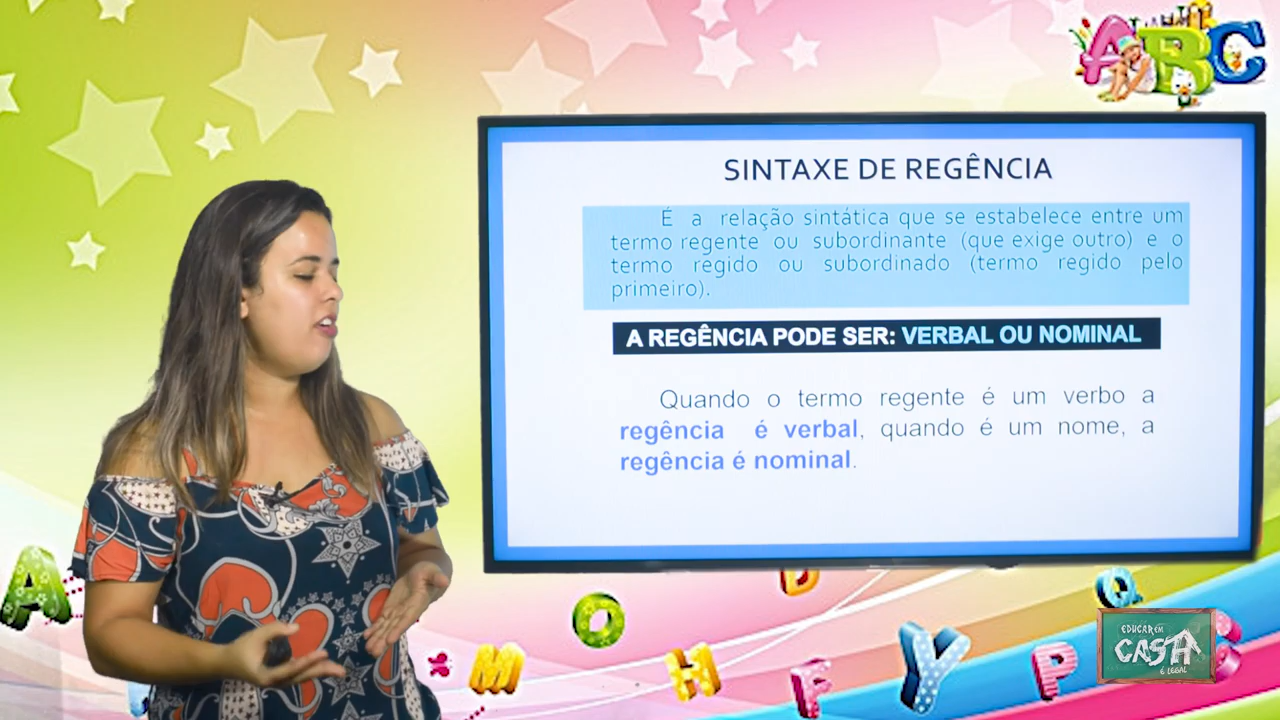 ABC
SINTAXE DE REGÊNCIA
É a relação sintática que se estabelece entre um
termo regente ou subordinante (que exige outro) e o
termo regido ou subordinado (termo regido pelo
primeiro).
A REGÊNCIA PODE SER: VERBAL OU NOMINAL
Quando o termo regente é um verbo a
regência é verbal, quando é um nome, a
regência é nominal.
A
O
D
Q
M
H
F
Y
P
EDUCAR EM
CASA
É LEGAL